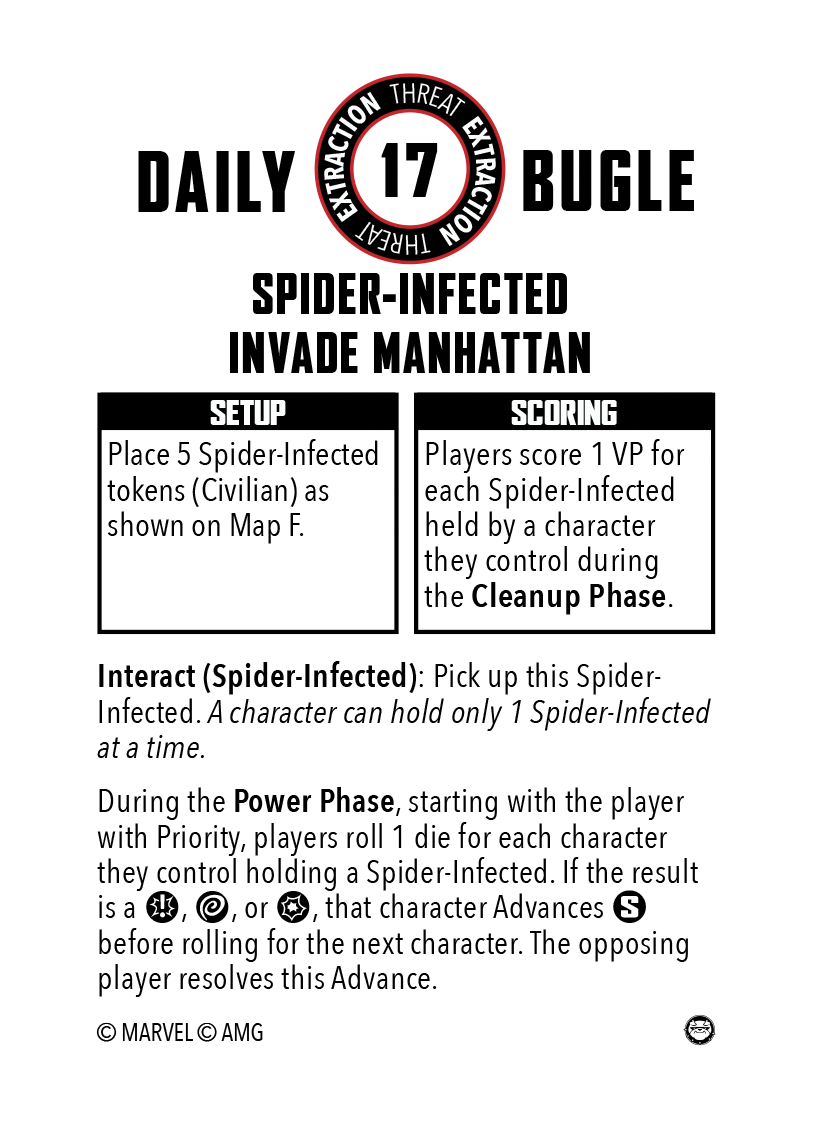 DAILY BUGLE
THREAT EXTRACTION THREAT EXTRACTION
17
SPIDER-INFECTED
INVADE MANHATTAN
SETUP
Place 5 Spider-Infected
tokens (Civilian) as
shown on Map F.
SCORING
Players score 1 VP for
each Spider-Infected
held by a character
they control during
the Cleanup Phase.
Interact (Spider-Infected): Pick up this Spider-
Infected. A character can hold only 1 Spider-Infected
at a time.
During the Power Phase, starting with the player
with Priority, players roll 1 die for each character
they control holding a Spider-Infected. If the result
is a , , or , that character Advances S
before rolling for the next character. The opposing
player resolves this Advance.
© MARVEL © AMG